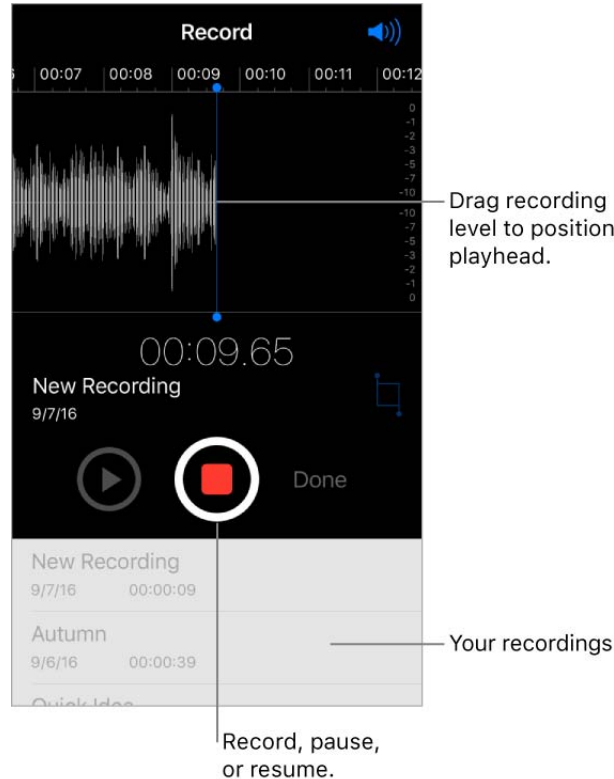 Record
00:07 00:08 00:09 00:10 00:11 00:12
0
-1
-2
-3
-5
-7
-10
-10
-7
-5
-3
-2
-1
0
Drag recording
level to position
playhead.
00:09.65
New Recording
9/7/16
Done
New Recording
9/7/16 00:00:09
Autumn
9/6/16 00:00:39
Your recordings
Quick Idea
Record, pause,
or resume.